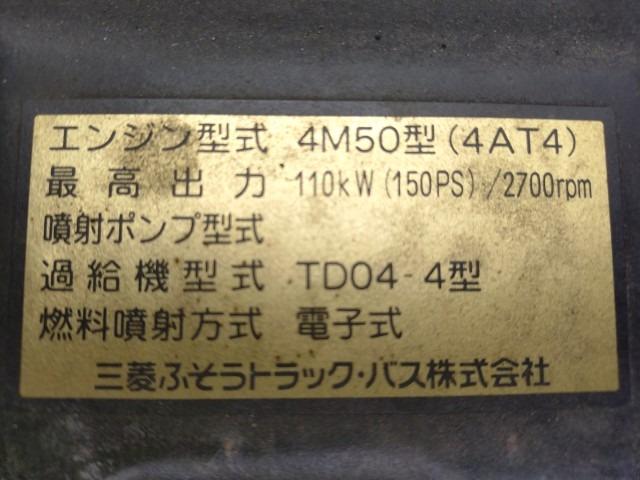 エンジン型式 4M50型(4AT4)
最高出力 110kW(150PS)/2700rpm
噴射ポンプ型式
過給機型式 TD04-4型
燃料噴射方式 電子式
三菱ふそうトラック・バス株式会社